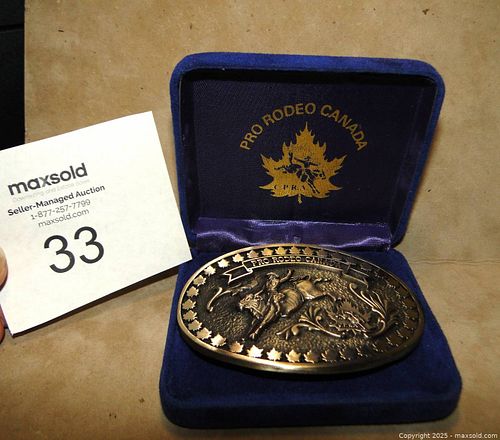 maxsold
Seller-Managed Auction
1-877-257-7799
maxsold.com
33
PRO RODEO CANADA
CPRA
PRO RODEO CANADA
Copyright 2025 - maxsold.com